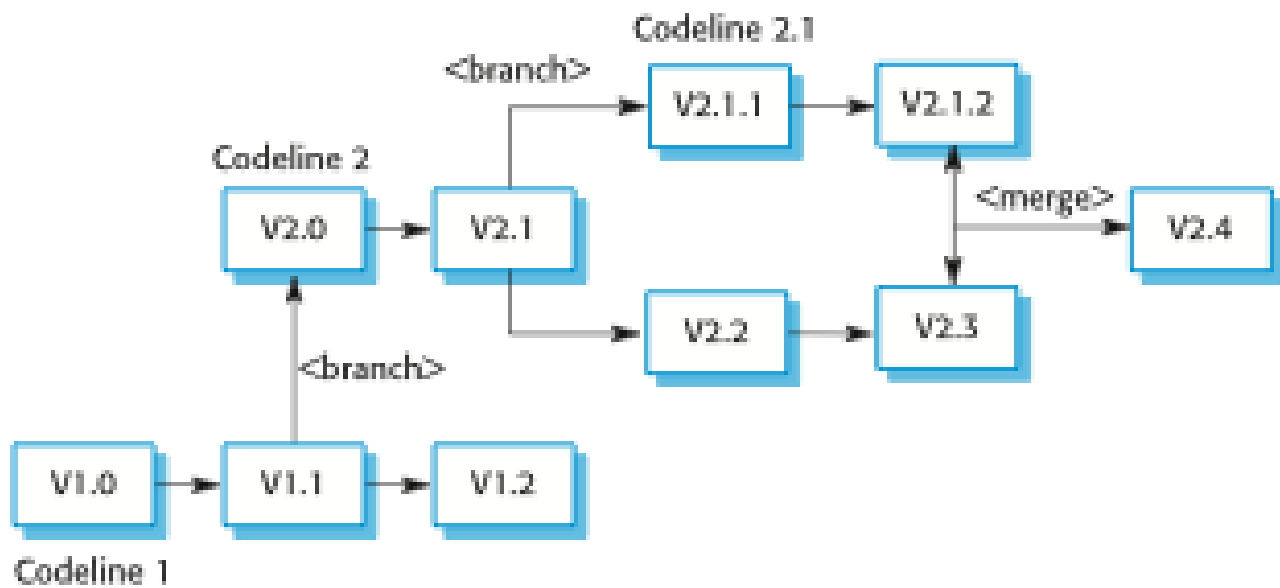 Codeline 2.1
<branch>
V2.1.1
V2.1.2
Codeline 2
V2.0
V2.1
<merge>
V2.4
V2.2
V2.3
<branch>
V1.0
V1.1
V1.2
Codeline 1